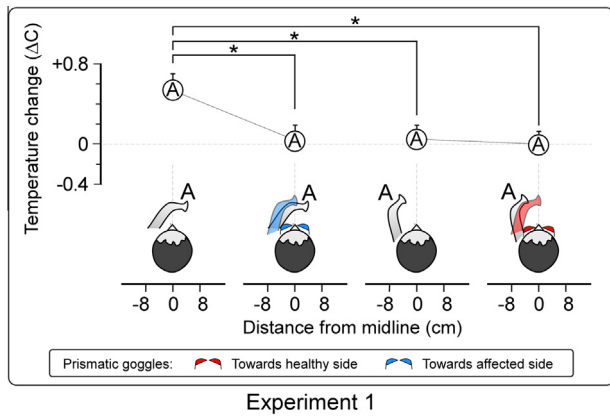 *
*
*
Temperature change (ΔC)
+0.8
0
-0.4
A A A A
A A A A
-8 0 8 -8 0 8 -8 0 8 -8 0 8
Distance from midline (cm)
Prismatic goggles: Towards healthy side Towards affected side
Experiment 1